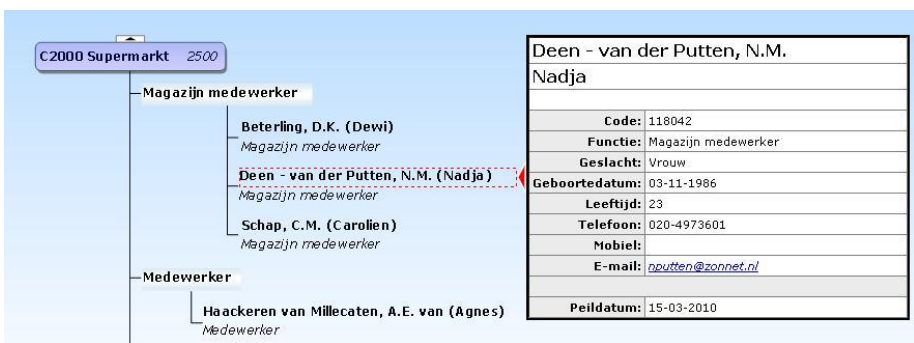 C2000 Supermarkt 2500
Magazijn medewerker
Beterling, D.K. (Dewi)
Magazijn medewerker
Deen - van der Putten, N.M. (Nadja)
Magazijn medewerker
Schap, C.M. (Carolien)
Magazijn medewerker
Medewerker
Haackeren van Millecaten, A.E. van (Agnes)
Medewerker
Deen - van der Putten, N.M.
Nadja
Code: 118042
Functie: Magazijn medewerker
Geslacht: Vrouw
Geboortedatum: 03-11-1986
Leeftijd: 23
Telefoon: 020-4973601
Mobiel:
E-mail: nputten@zonnet.nl
Peildatum: 15-03-2010